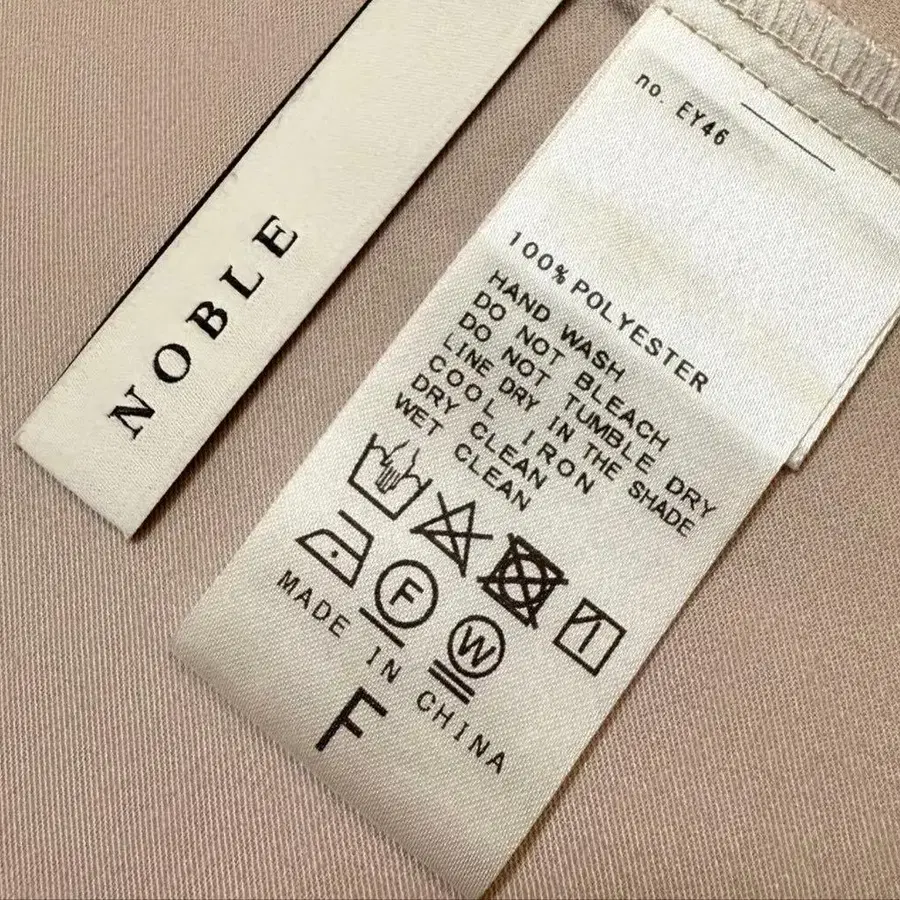 NOBLE
no. EY46
100% POLYESTER
HAND WASH
DO NOT BLEACH
DO NOT TUMBLE DRY
LINE DRY IN THE SHADE
COOL IRON
DRY CLEAN
WET CLEAN
F
W
MADE IN CHINA
F